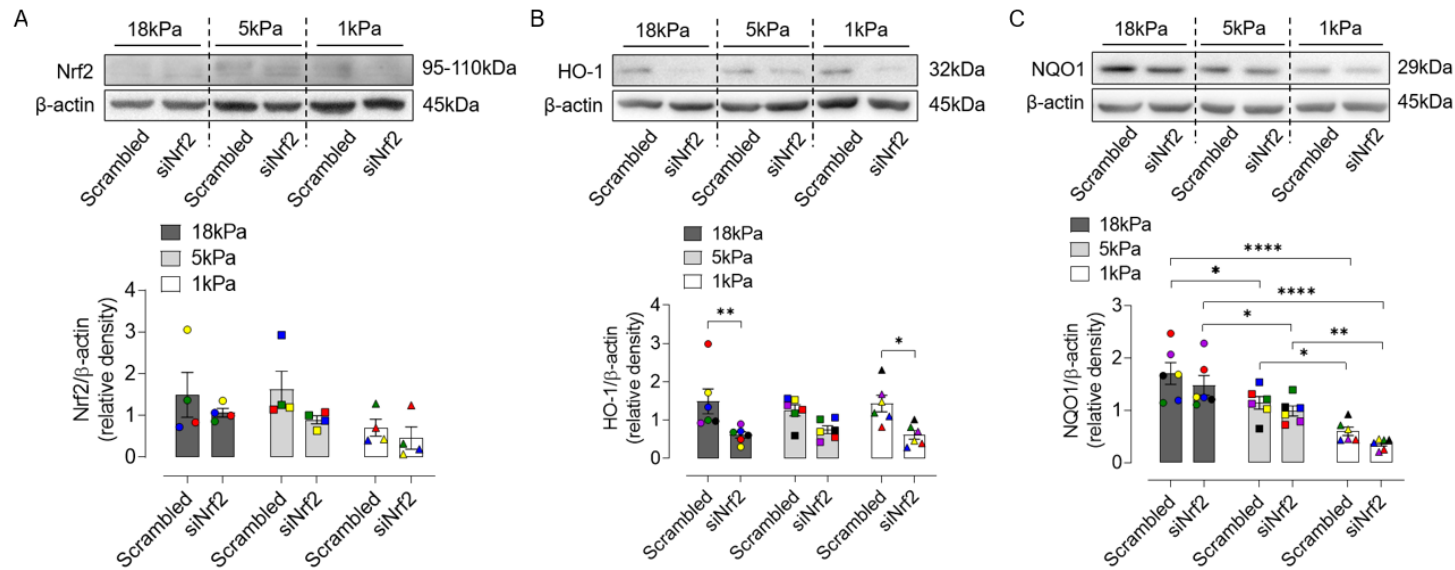 A
18kPa 5kPa 1kPa
Nrf2 95-110kDa
β-actin 45kDa
Scrambled siNrf2 Scrambled siNrf2 Scrambled siNrf2
18kPa
5kPa
1kPa
Nrf2/β-actin
(relative density)
4
3
2
1
0
Scrambled siNrf2 Scrambled siNrf2 Scrambled siNrf2
B
18kPa 5kPa 1kPa
HO-1 32kDa
β-actin 45kDa
Scrambled siNrf2 Scrambled siNrf2 Scrambled siNrf2
18kPa
5kPa
1kPa
HO-1/β-actin
(relative density)
4
3
2
1
0
**
*
Scrambled siNrf2 Scrambled siNrf2 Scrambled siNrf2
C
18kPa 5kPa 1kPa
NQO1 29kDa
β-actin 45kDa
Scrambled siNrf2 Scrambled siNrf2 Scrambled siNrf2
18kPa
5kPa
1kPa
NQO1/β-actin
(relative density)
3
2
1
0
****
*
****
*
**
*
Scrambled siNrf2 Scrambled siNrf2 Scrambled siNrf2